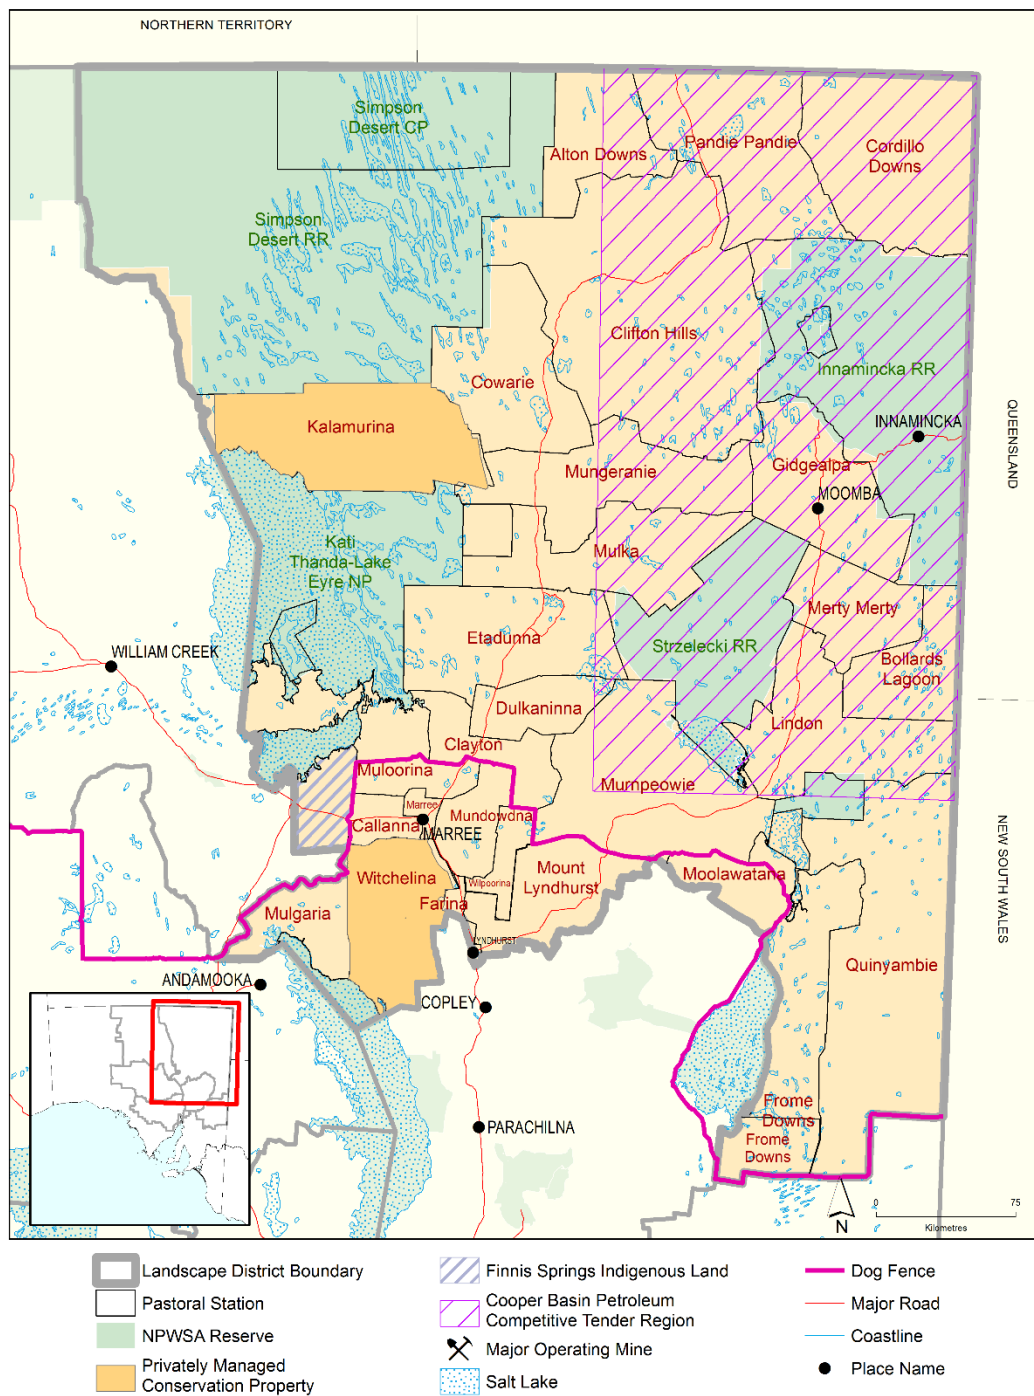 NORTHERN TERRITORY
Simpson
Desert CP
Alton Downs
Pandie Pandie
Cordillo
Downs
Simpson
Desert RR
Clifton Hills
Cowarie
Innamincka RR
Kalamurina
INNAMINCKA
QUEENSLAND
Mungeranie
Gidgealpa
MOOMBA
Kati
Thanda-Lake
Eyre NP
Mulka
Merty Merty
Etadunna
Strzelecki RR
WILLIAM CREEK
Bollards
Lagoon
Dulkaninna
Lindon
Clayton
Muloorina
Murnpeowie
Marree
Mundowdna
Callanna
MARREE
NEW SOUTH WALES
Witchelina
Mount
Lyndhurst
Moolawatana
Wilpoorina
Farina
Mulgaria
LYNDHURST
Quinyambie
ANDAMOOKA
COPLEY
Frome
Downs
PARACHILNA
Frome
Downs
N
0
75
Kilometres
Landscape District Boundary
Pastoral Station
NPWSA Reserve
Privately Managed
Conservation Property
Finnis Springs Indigenous Land
Cooper Basin Petroleum
Competitive Tender Region
Major Operating Mine
Salt Lake
Dog Fence
Major Road
Coastline
Place Name